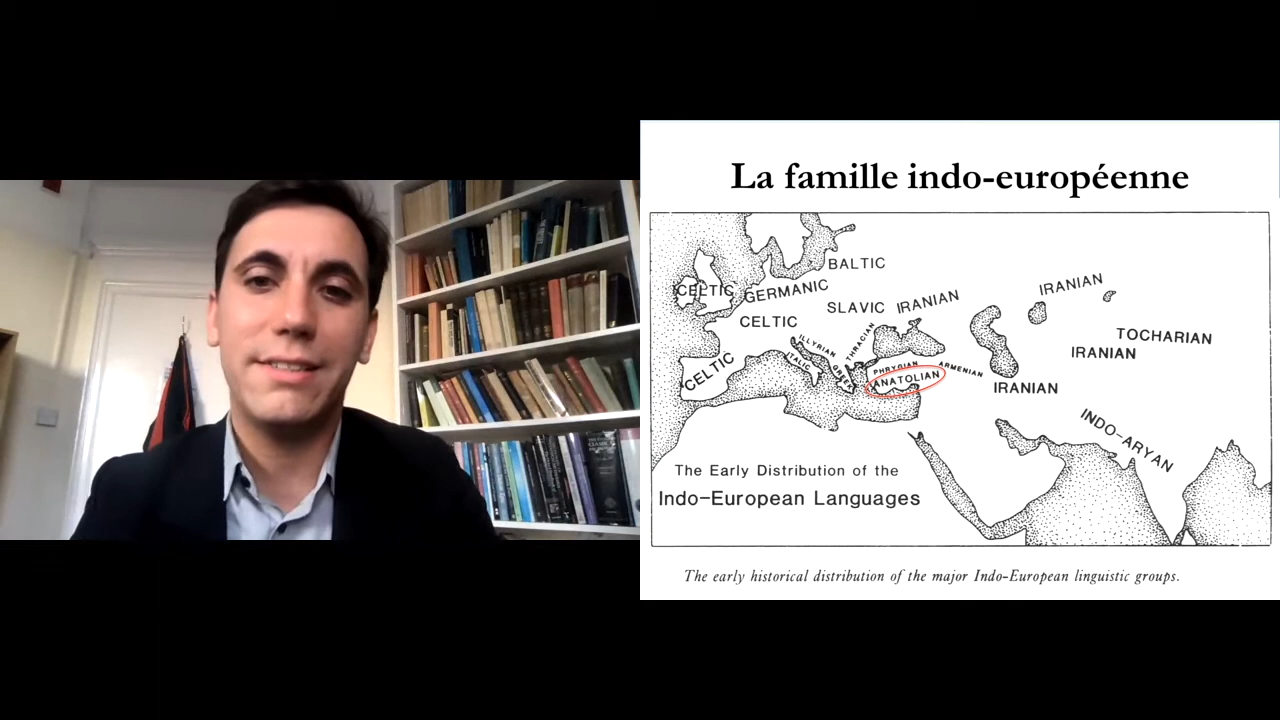 La famille indo-européenne
BALTIC
CELTIC
GERMANIC
IRANIAN
SLAVIC
IRANIAN
CELTIC
THRACIAN
TOCHARIAN
ILLYRIAN
ITALIC
GREEK
IRANIAN
CELTIC
PHRYGIAN
ARMENIAN
ANATOLIAN
IRANIAN
INDO-ARYAN
The Early Distribution of the
Indo-European Languages
The early historical distribution of the major Indo-European linguistic groups.